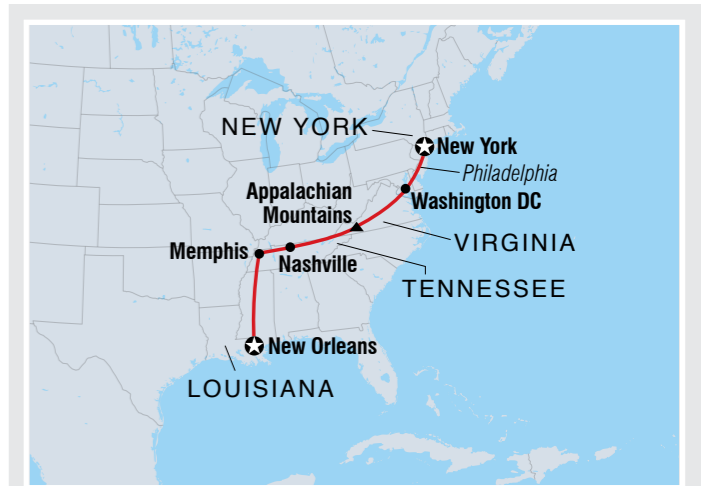 NEW YORK
New York
Philadelphia
Appalachian
Mountains
Washington DC
VIRGINIA
Memphis
Nashville
TENNESSEE
New Orleans
LOUISIANA